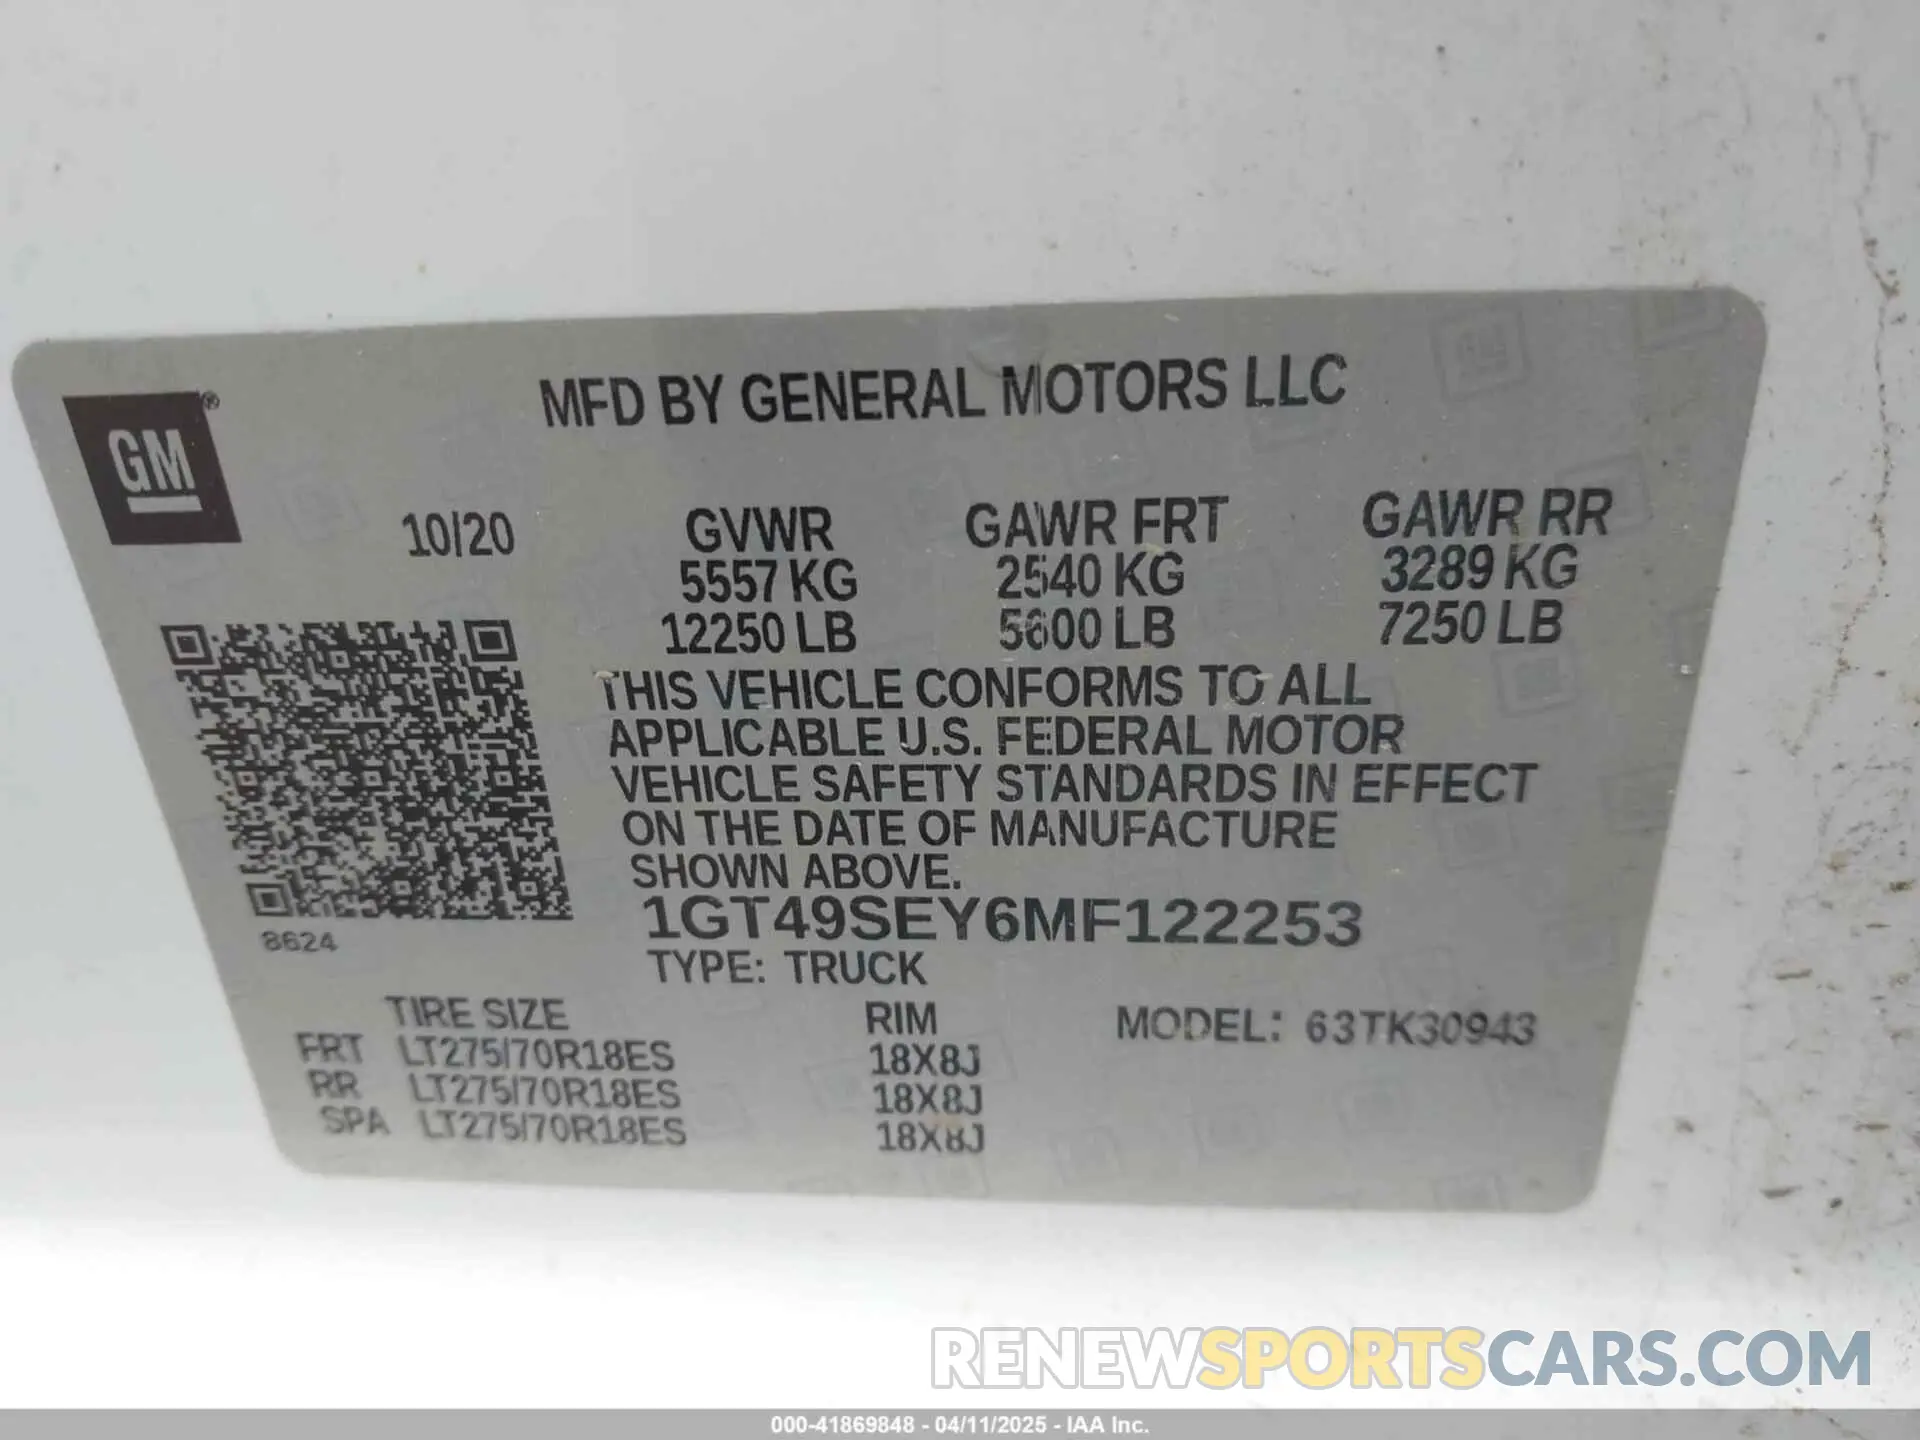 MFD BY GENERAL MOTORS LLC
GM®
10/20
GVWR GAWR FRT GAWR RR
5557 KG 2540 KG 3289 KG
12250 LB 5600 LB 7250 LB
THIS VEHICLE CONFORMS TO ALL
APPLICABLE U.S. FEDERAL MOTOR
VEHICLE SAFETY STANDARDS IN EFFECT
ON THE DATE OF MANUFACTURE
SHOWN ABOVE.
1GT49SEY6MF122253
8624
TYPE: TRUCK
TIRE SIZE RIM MODEL: 63TK30943
FRT LT275/70R18ES 18X8J
RR LT275/70R18ES 18X8J
SPA LT275/70R18ES 18X8J
RENEWSPORTSCARS.COM
000-41869848 - 04/11/2025 - IAA Inc.